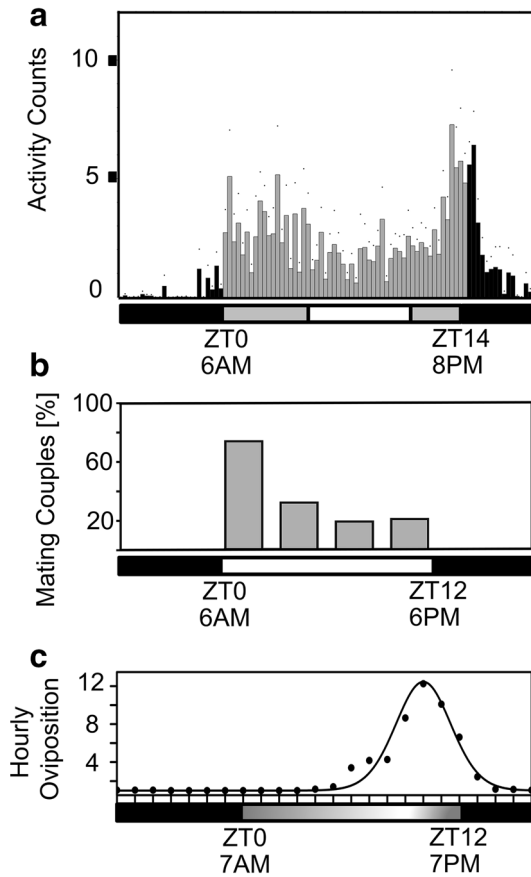 a
Activity Counts
10
5
0
ZT0 ZT14
6AM 8PM
b
Mating Couples [%]
100
60
20
ZT0 ZT12
6AM 6PM
c
Hourly
Oviposition
12
8
4
ZT0 ZT12
7AM 7PM